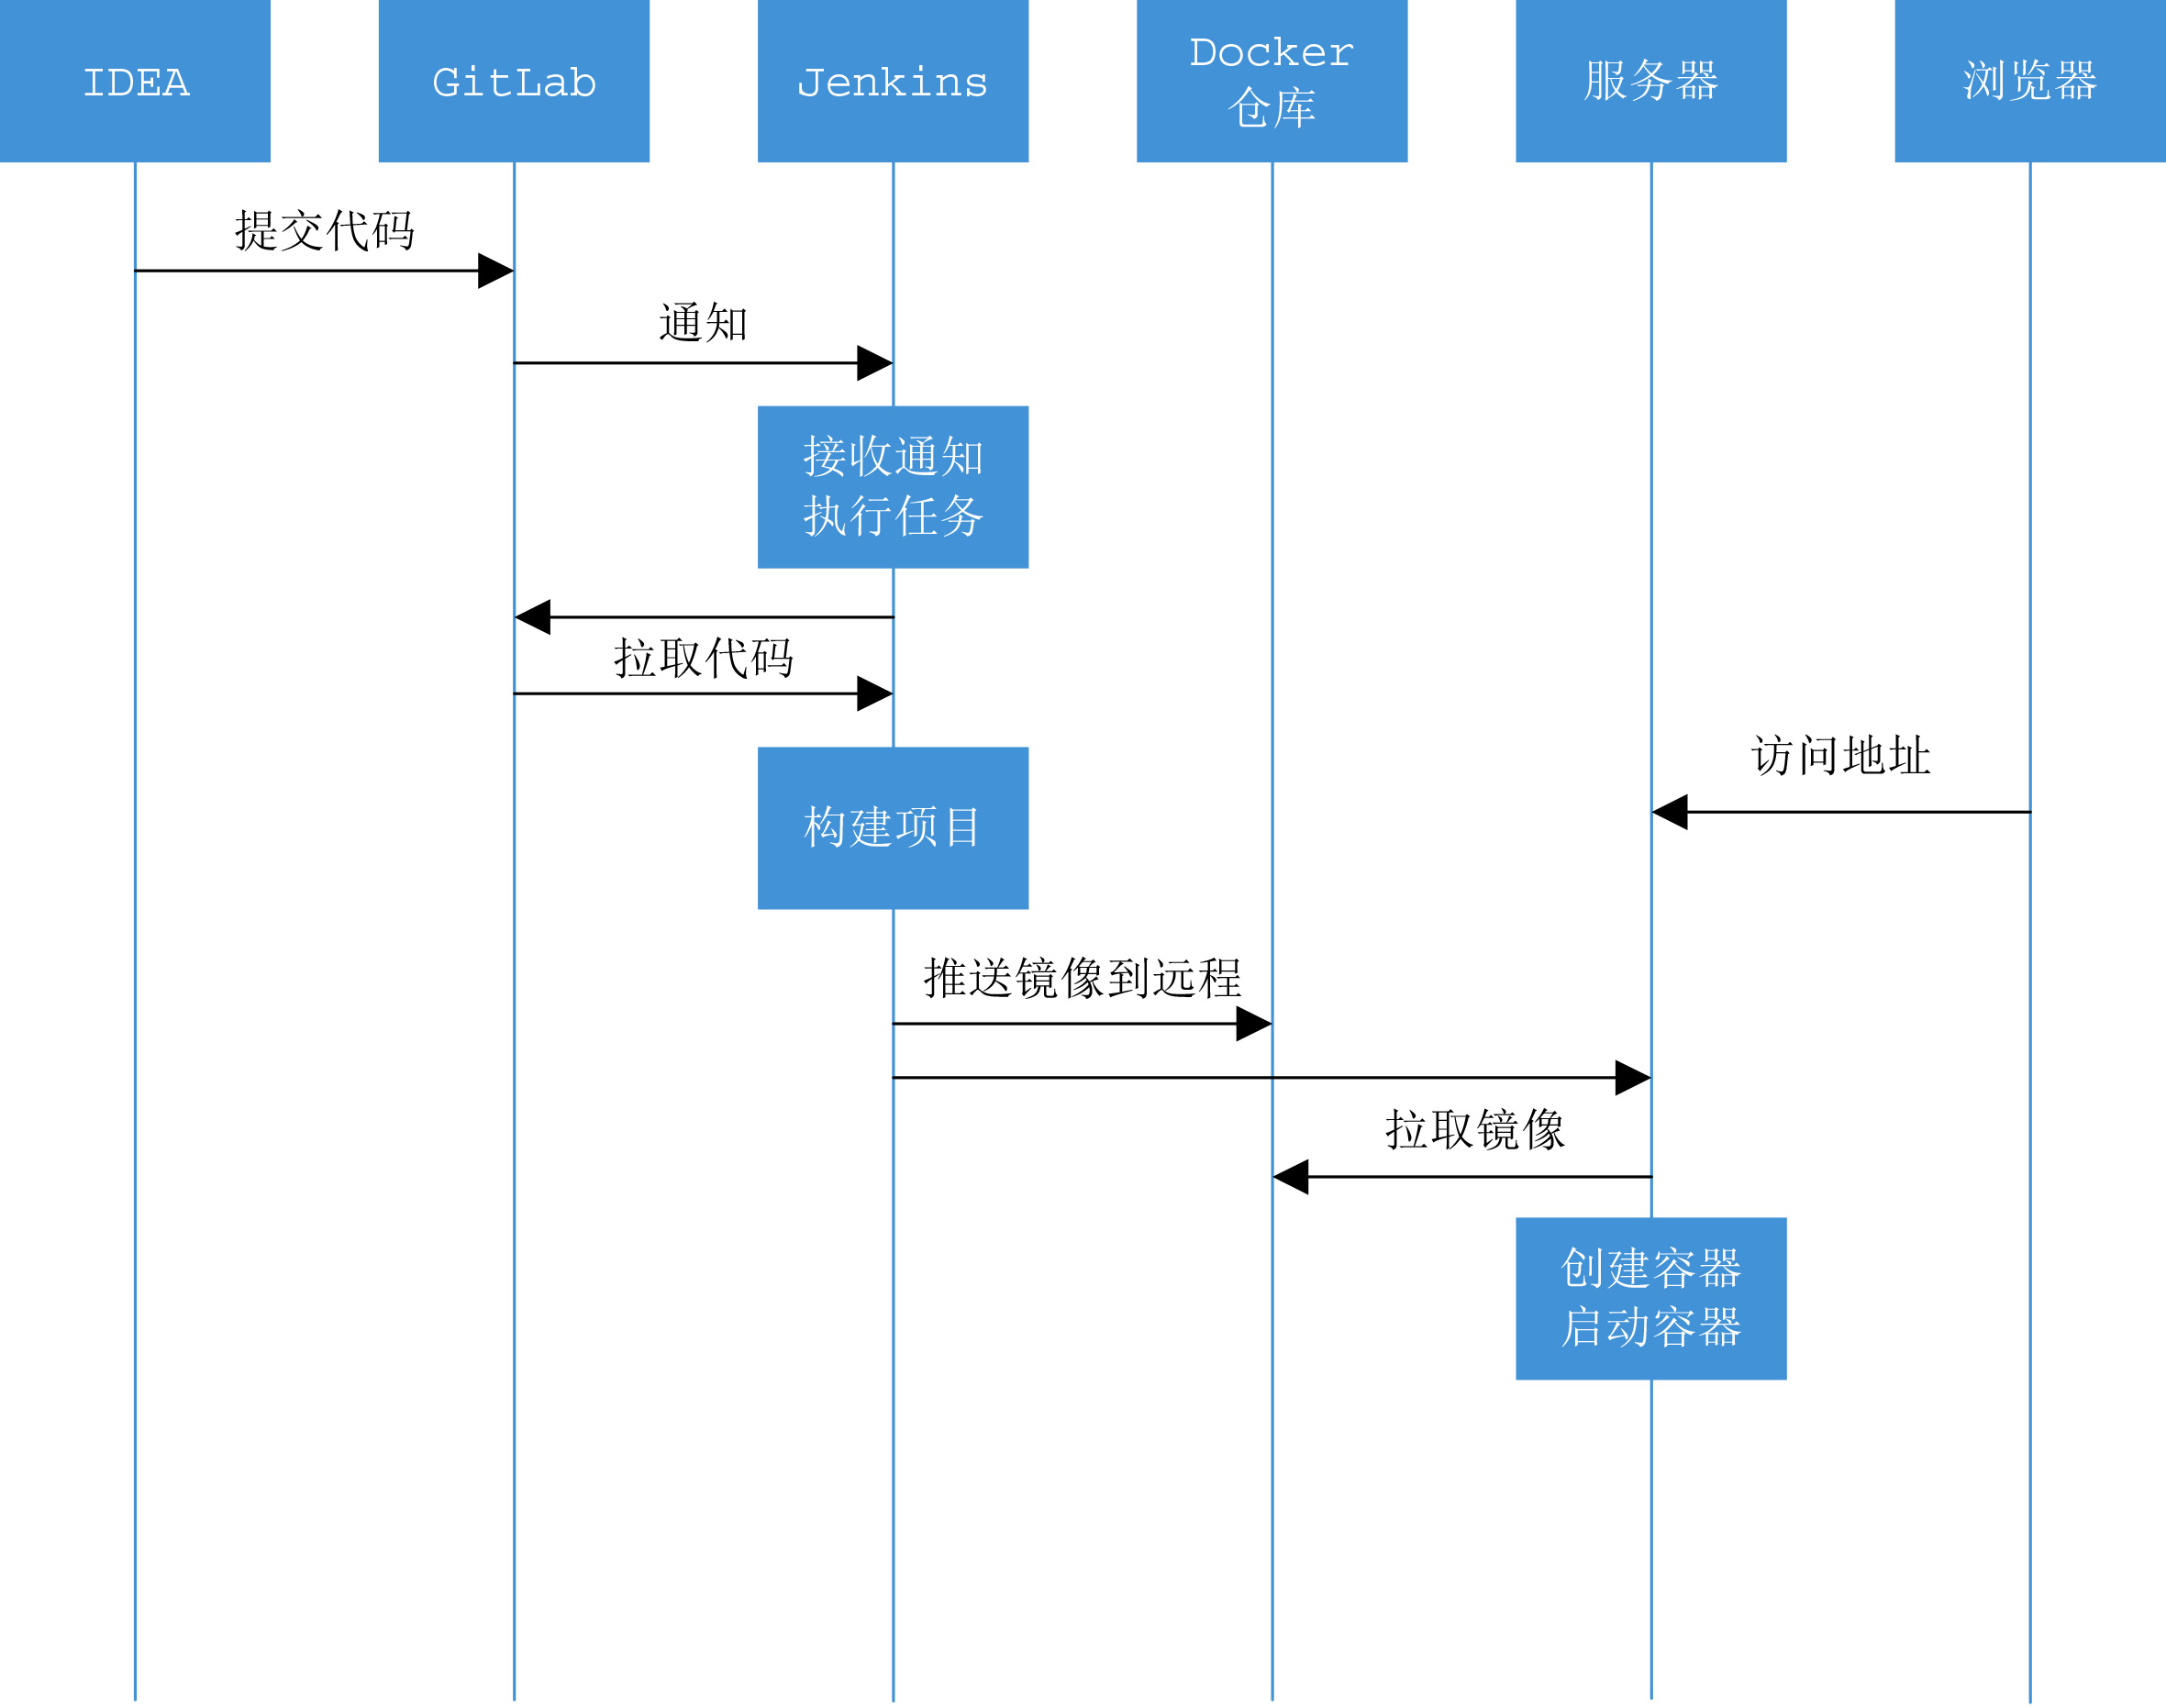 IDEA
GitLab
Jenkins
Docker
仓库
服务器
浏览器
提交代码
通知
接收通知
执行任务
拉取代码
访问地址
构建项目
推送镜像到远程
拉取镜像
创建容器
启动容器